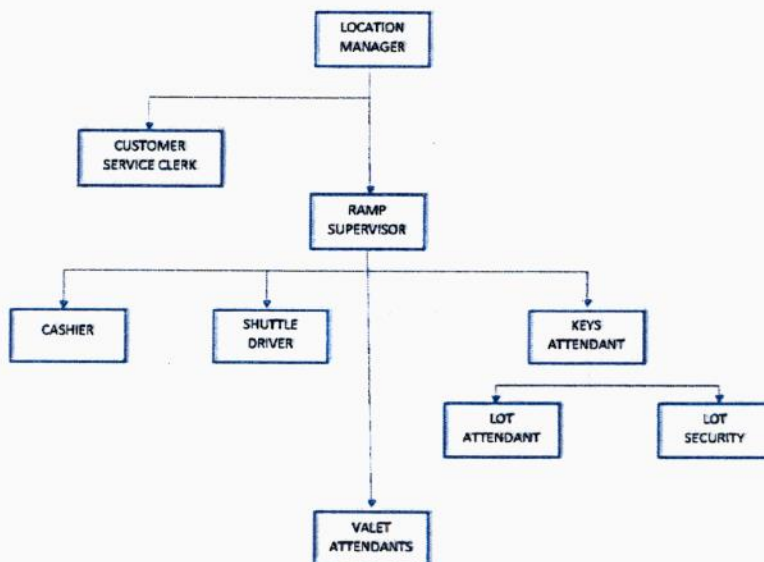 LOCATION
MANAGER
CUSTOMER
SERVICE CLERK
RAMP
SUPERVISOR
CASHIER
SHUTTLE
DRIVER
KEYS
ATTENDANT
LOT
ATTENDANT
LOT
SECURITY
VALET
ATTENDANTS